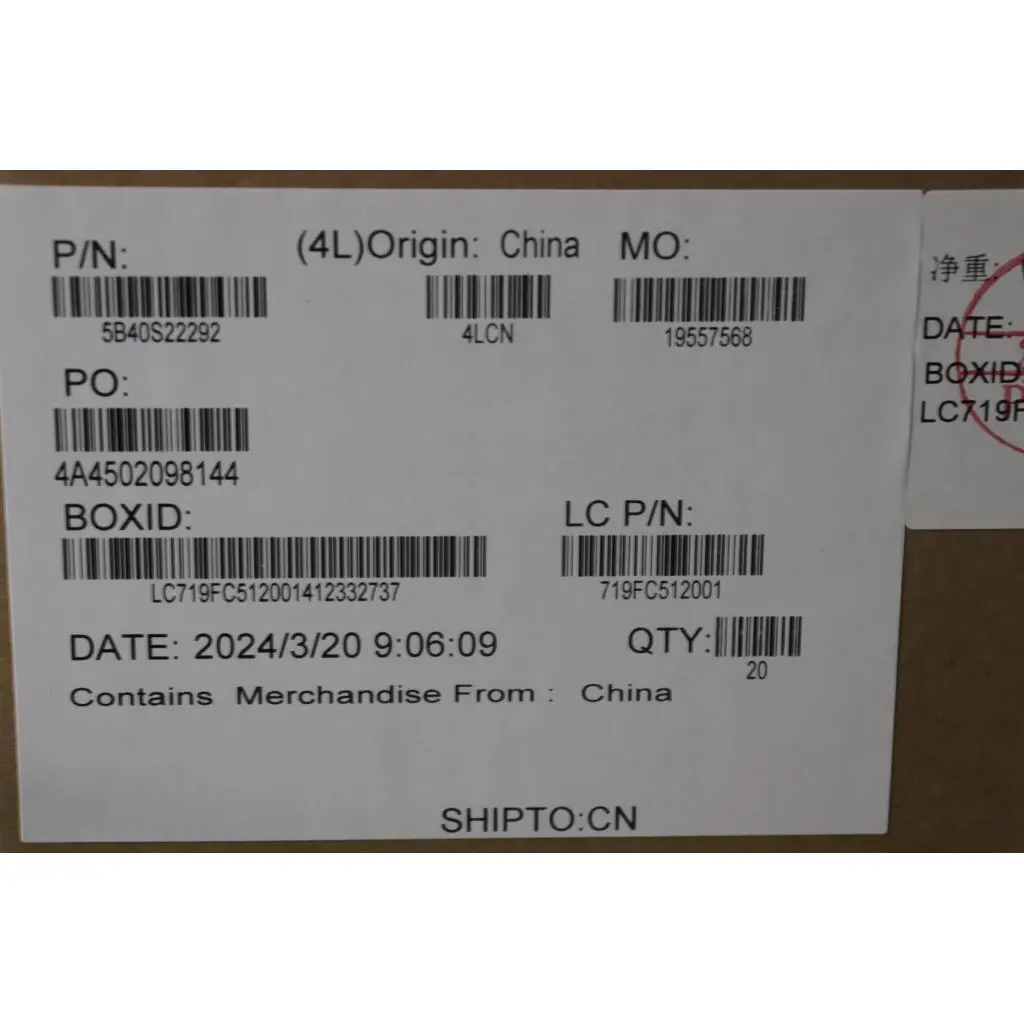 P/N:
(4L)Origin: China
MO:
5B40S22292
4LCN
19557568
PO:
4A4502098144
BOXID:
LC P/N:
LC719FC512001412332737
719FC512001
DATE: 2024/3/20 9:06:09
QTY:
20
Contains Merchandise From : China
SHIPTO:CN
净重:
DATE:
BOXID
LC719F